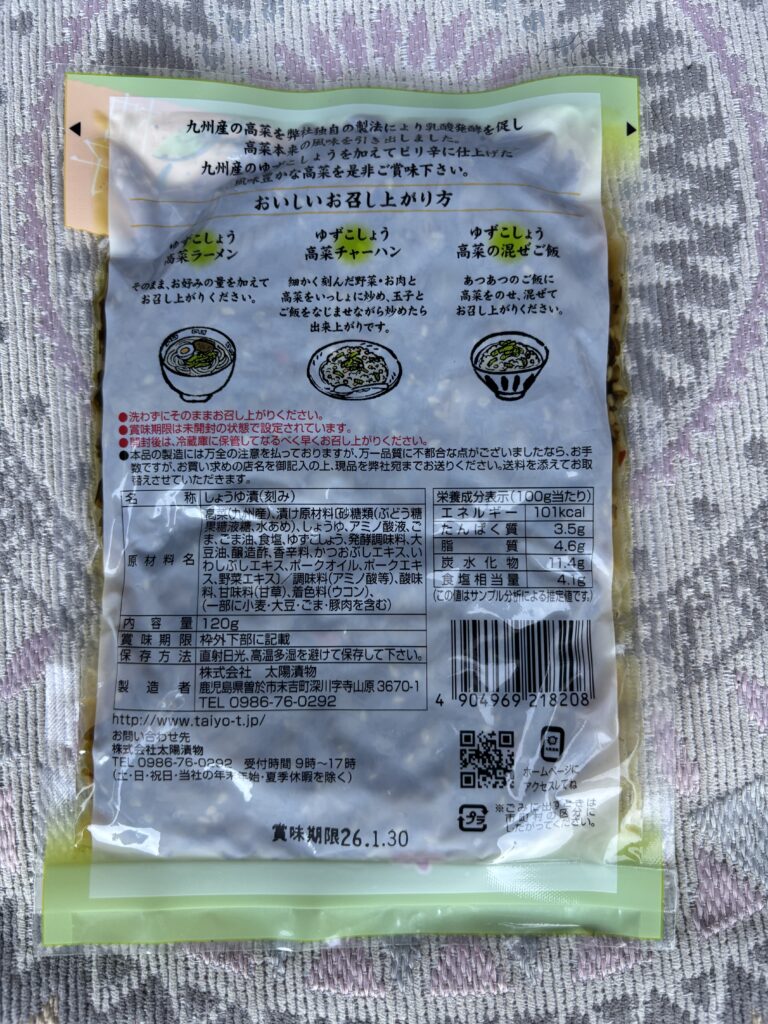 九州産の高菜を弊社独自の製法により乳酸発酵を促し
高菜本来の風味を引き出しました。
九州産のゆずこしょうを加えてピリ辛に仕上げた
風味豊かな高菜を是非ご賞味下さい。
おいしいお召し上がり方
ゆずこしょう
高菜ラーメン
そのまま、お好みの量を加えて
お召し上がりください。
ゆずこしょう
高菜チャーハン
細かく刻んだ野菜・お肉と
高菜をいっしょに炒め、玉子と
ご飯をなじませながら炒めたら
出来上がりです。
ゆずこしょう
高菜の混ぜご飯
あつあつのご飯に
高菜をのせ、混ぜて
お召し上がりください。
●洗わずにそのままお召し上がりください。
●賞味期限は未開封の状態で設定されています。
●開封後は、冷蔵庫に保管してなるべく早くお召し上がりください。
●本品の製造には万全の注意を払っておりますが、万一品質に不都合な点がございましたなら、お手
数ですが、お買い求めの店名を御記入の上、現品を弊社宛までお送りください。送料を添えてお取
替えさせていただきます。
名称 しょうゆ漬(刻み)
原材料名 高菜(九州産)、漬け原材料[砂糖類(ぶどう糖
果糖液糖、水あめ)、しょうゆ、アミノ酸液、ご
ま、ごま油、食塩、ゆずこしょう、発酵調味料、大
豆油、醸造酢、香辛料、かつおぶしエキス、い
わしぶしエキス、ポークオイル、ポークエキ
ス、野菜エキス]／調味料(アミノ酸等)、酸味
料、甘味料(甘草)、着色料(ウコン)、
(一部に小麦・大豆・ごま・豚肉を含む)
内容量 120g
賞味期限 枠外下部に記載
保存方法 直射日光、高温多湿を避けて保存して下さい。
製造者 株式会社 太陽漬物
鹿児島県曽於市末吉町深川字寺山原3670-1
TEL 0986-76-0292
栄養成分表示(100g当たり)
エネルギー 101kcal
たんぱく質 3.5g
脂質 4.6g
炭水化物 11.4g
食塩相当量 4.1g
(この値はサンプル分析による推定値です。)
4 904969 218208
http://www.taiyo-t.jp/
お問い合わせ先
株式会社太陽漬物
TEL 0986-76-0292 受付時間 9時〜17時
(土・日・祝日・当社の年末年始・夏季休暇を除く)
ホームページに
アクセスしてね
プラ
※ごみに出すときは
市町村の区分に
したがってください。
賞味期限26.1.30